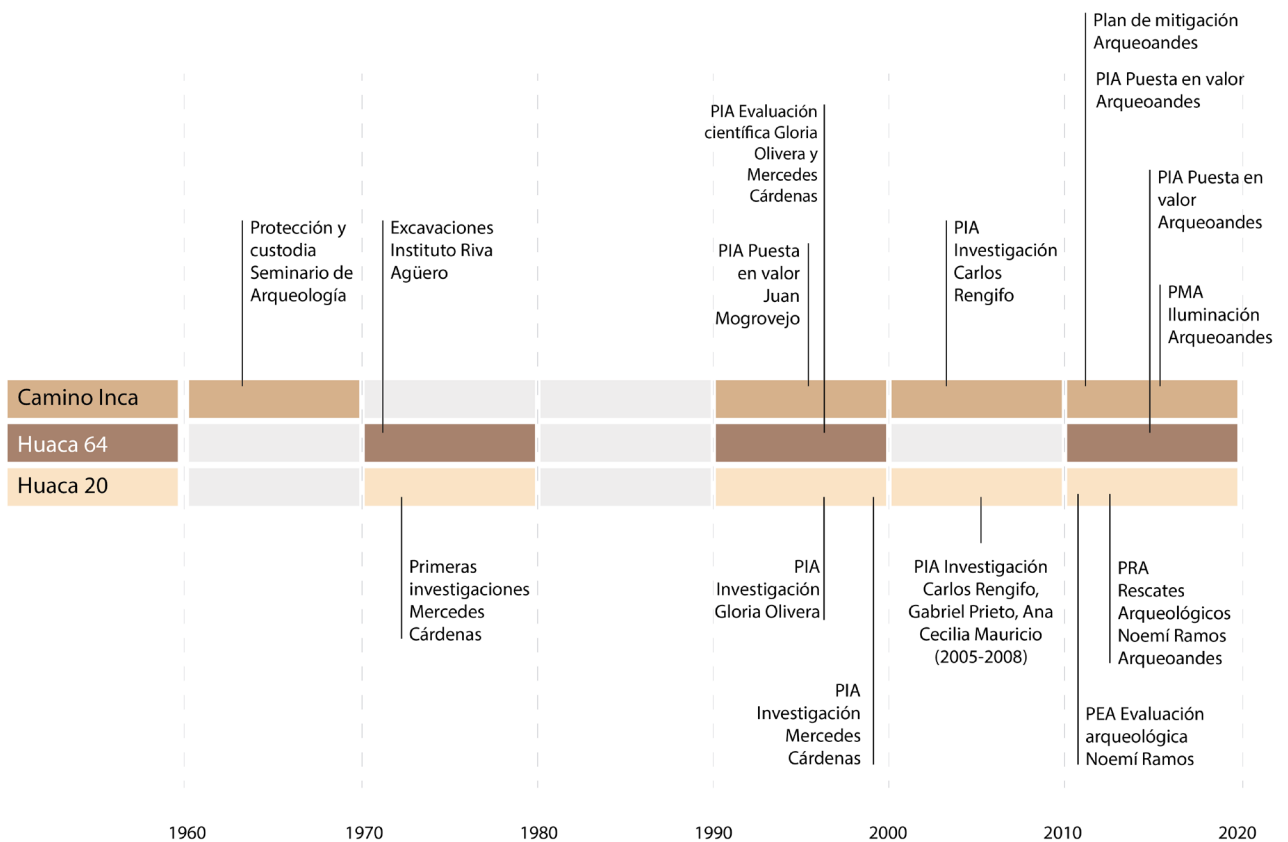 Plan de mitigación
Arqueoandes
PIA Puesta en valor
Arqueoandes
PIA Evaluación
científica Gloria
Olivera y
Mercedes
Cárdenas
PIA Puesta en
valor
Arqueoandes
Protección y
custodia
Seminario de
Arqueología
Excavaciones
Instituto Riva
Agüero
PIA Puesta
en valor
Juan
Mogrovejo
PIA
Investigación
Carlos
Rengifo
PMA
Iluminación
Arqueoandes
Camino Inca
Huaca 64
Huaca 20
Primeras
investigaciones
Mercedes
Cárdenas
PIA
Investigación
Gloria Olivera
PIA Investigación
Carlos Rengifo,
Gabriel Prieto, Ana
Cecilia Mauricio
(2005-2008)
PRA
Rescates
Arqueológicos
Noemí Ramos
Arqueoandes
PIA
Investigación
Mercedes
Cárdenas
PEA Evaluación
arqueológica
Noemí Ramos
1960 1970 1980 1990 2000 2010 2020